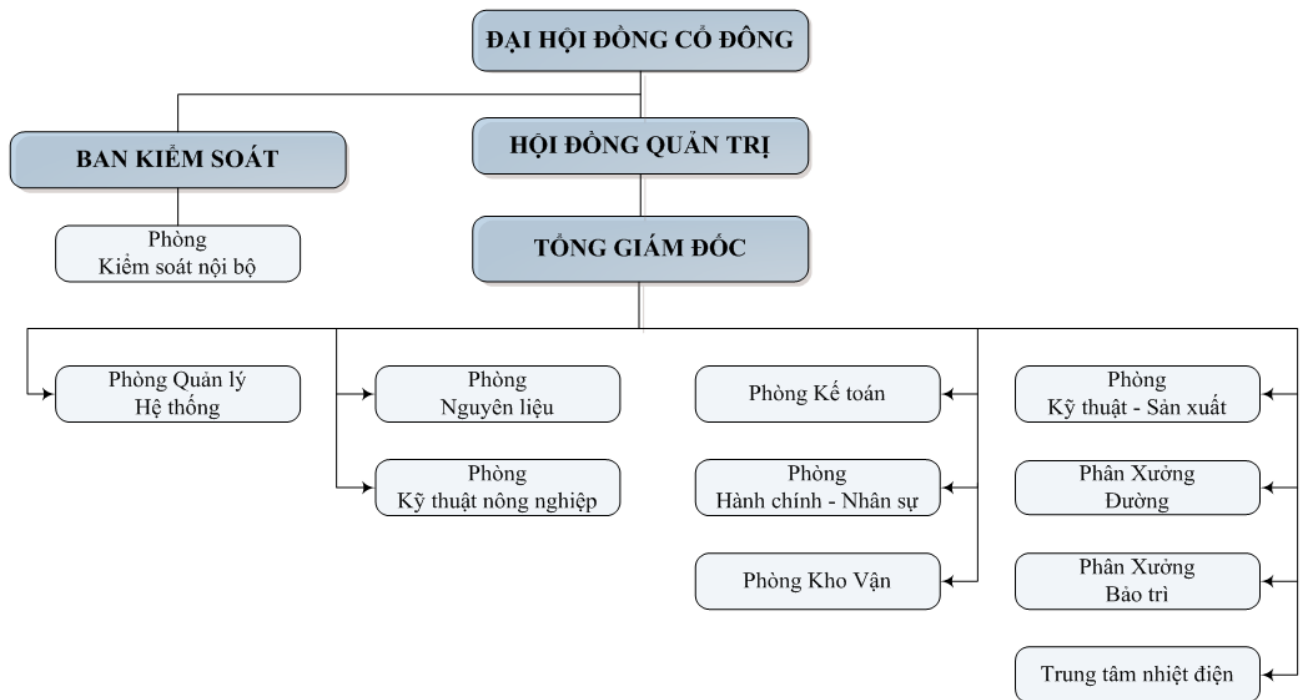 ĐẠI HỘI ĐỒNG CỔ ĐÔNG
BAN KIỂM SOÁT
HỘI ĐỒNG QUẢN TRỊ
Phòng
Kiểm soát nội bộ
TỔNG GIÁM ĐỐC
Phòng Quản lý
Hệ thống
Phòng
Nguyên liệu
Phòng
Kỹ thuật nông nghiệp
Phòng Kế toán
Phòng
Hành chính - Nhân sự
Phòng Kho Vận
Phòng
Kỹ thuật - Sản xuất
Phân Xưởng
Đường
Phân Xưởng
Bảo trì
Trung tâm nhiệt điện